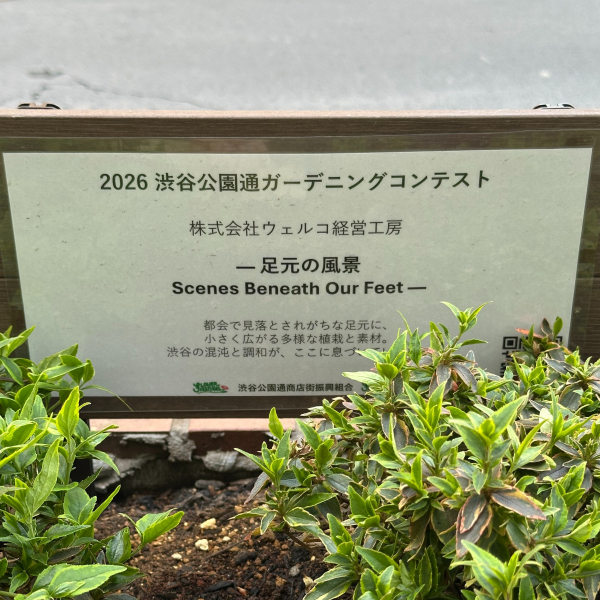 2026 渋谷公園通ガーデニングコンテスト
株式会社ウェルコ経営工房
― 足元の風景
Scenes Beneath Our Feet ―
都会で見落とされがちな足元に、
小さく広がる多様な植栽と素材。
渋谷の混沌と調和が、ここに息づ
渋谷公園通商店街振興組合